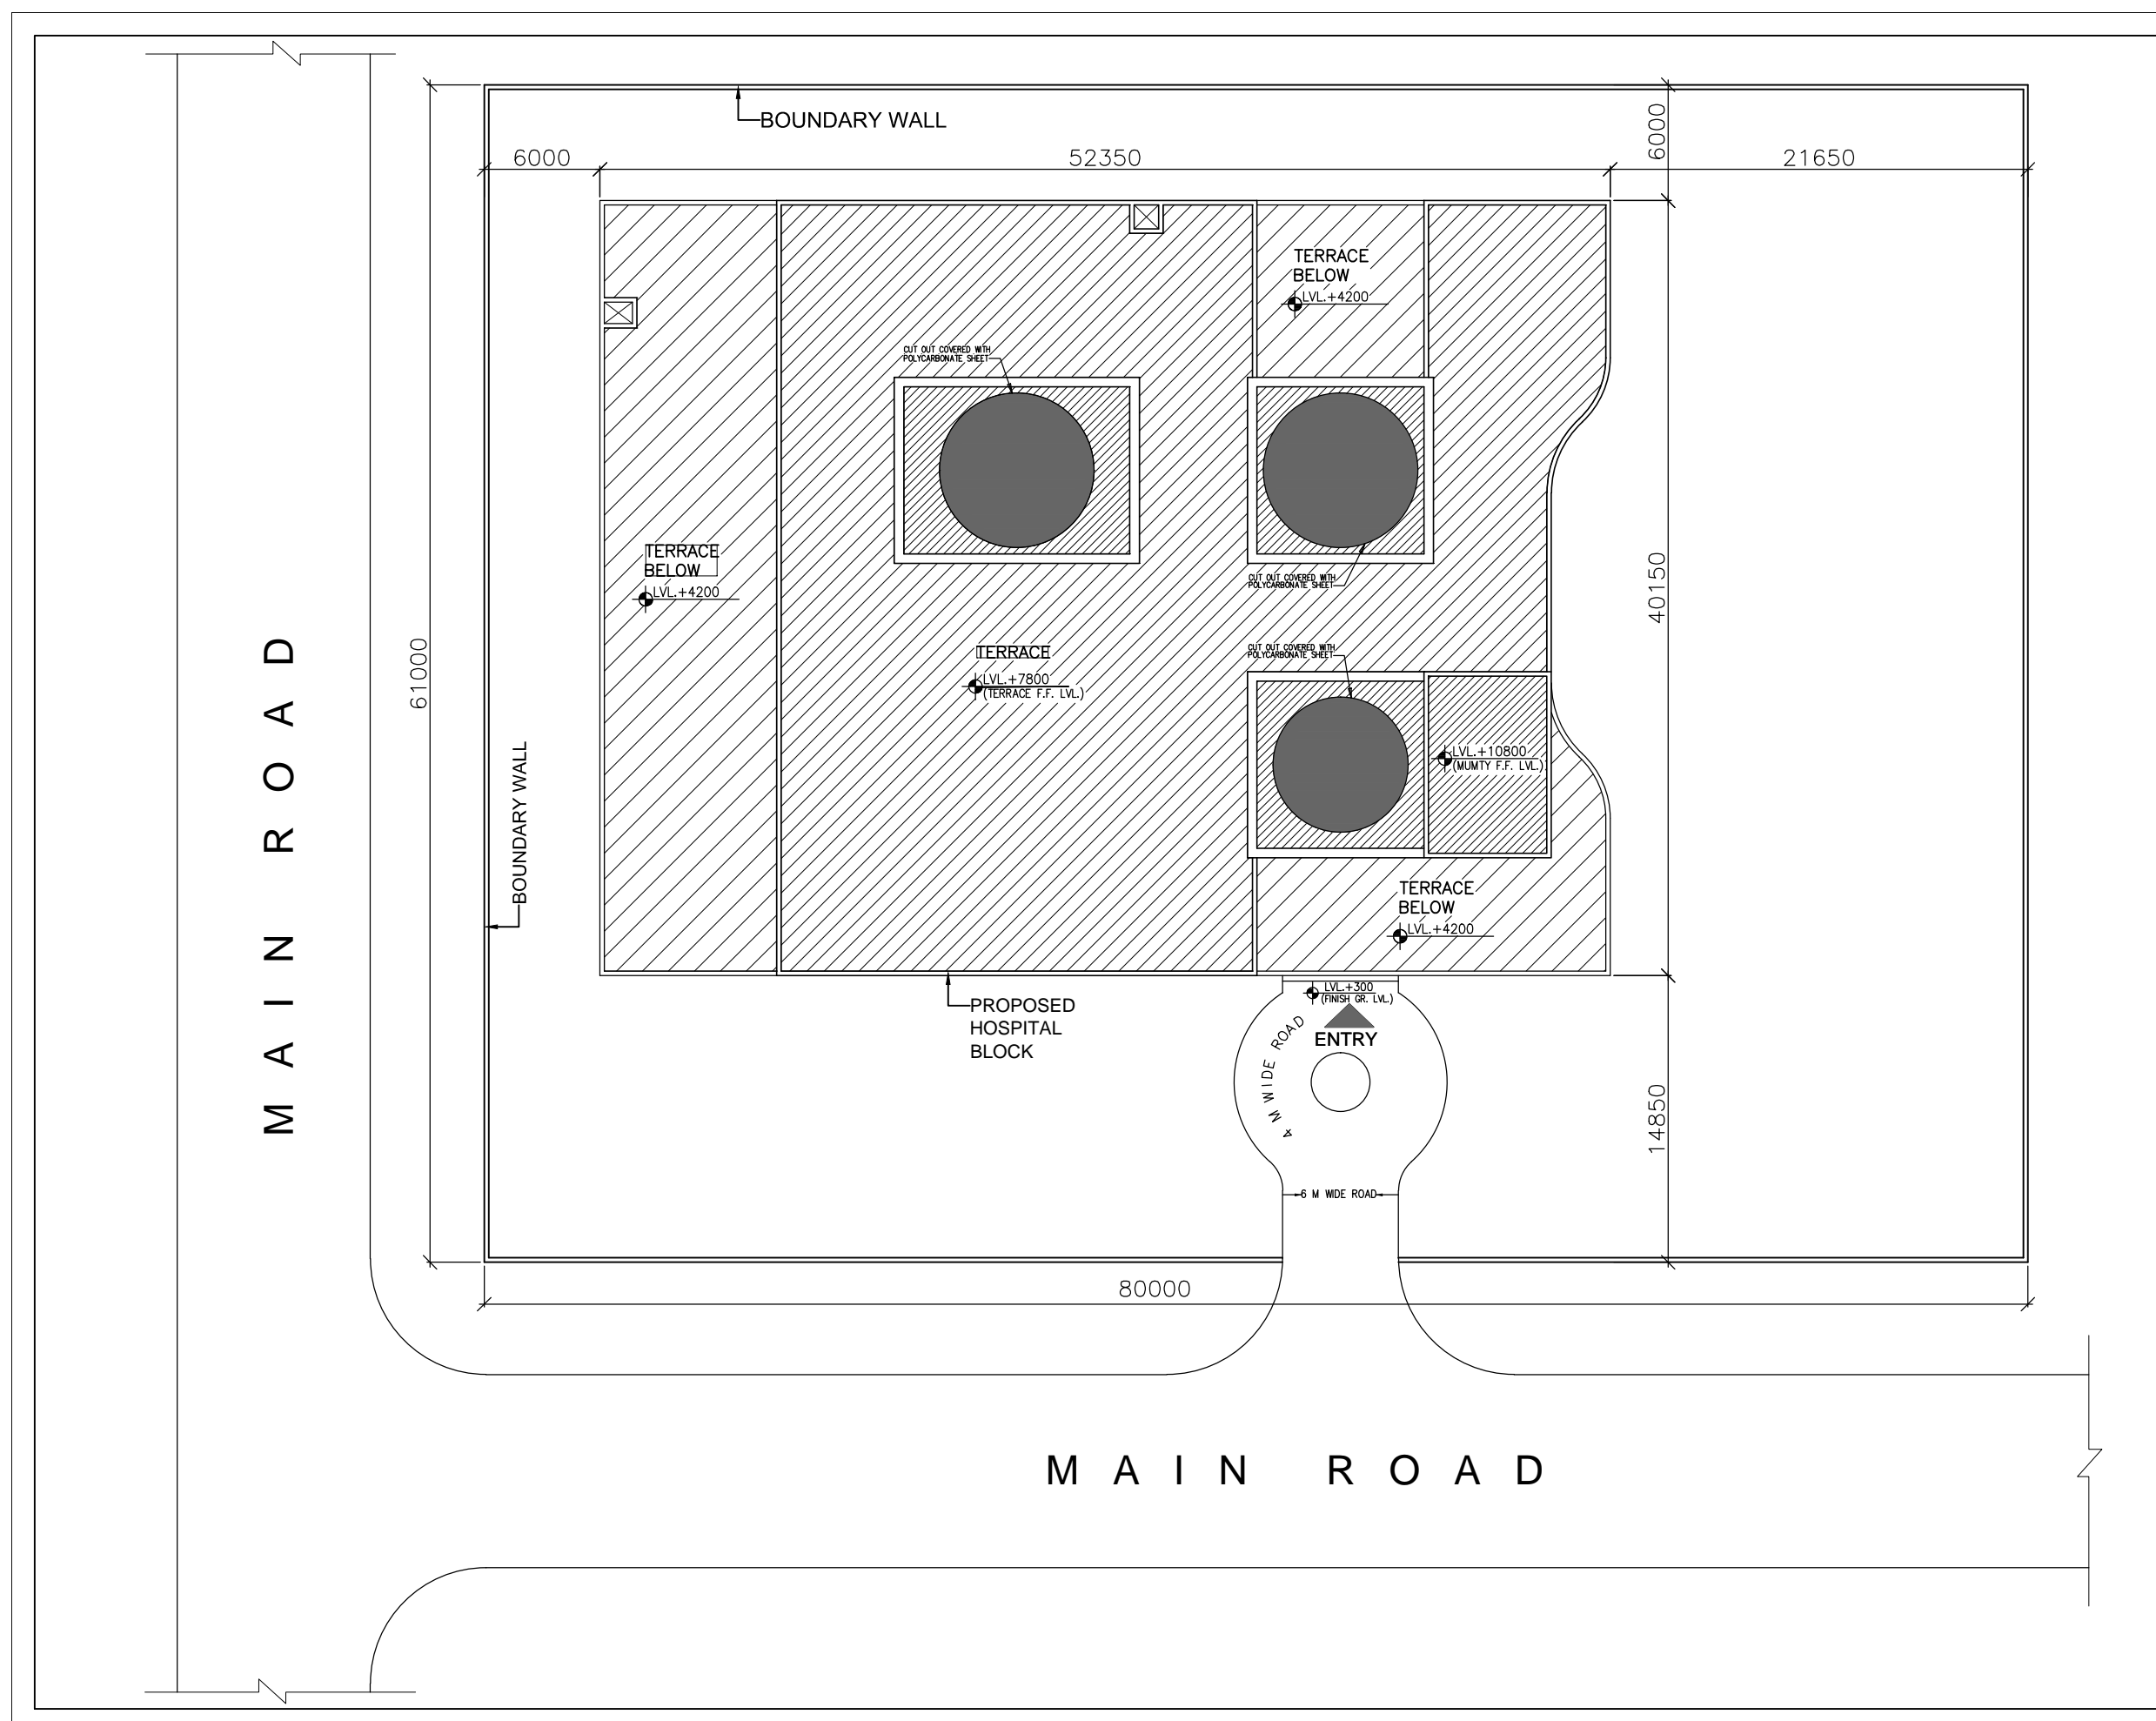 BOUNDARY WALL
6000
52350
6000
21650
TERRACE
BELOW
LVL.+4200
CUT OUT COVERED WITH
POLYCARBONATE SHEET
TERRACE
BELOW
LVL.+4200
CUT OUT COVERED WITH
POLYCARBONATE SHEET
40150
61000
MAIN ROAD
TERRACE
LVL.+7800
(TERRACE F.F. LVL.)
CUT OUT COVERED WITH
POLYCARBONATE SHEET
LVL.+10800
(MUMTY F.F. LVL.)
BOUNDARY WALL
TERRACE
BELOW
LVL.+4200
PROPOSED
HOSPITAL
BLOCK
LVL.+300
(FINISH GR. LVL.)
ENTRY
4 M WIDE ROAD
14850
6 M WIDE ROAD
80000
MAIN ROAD